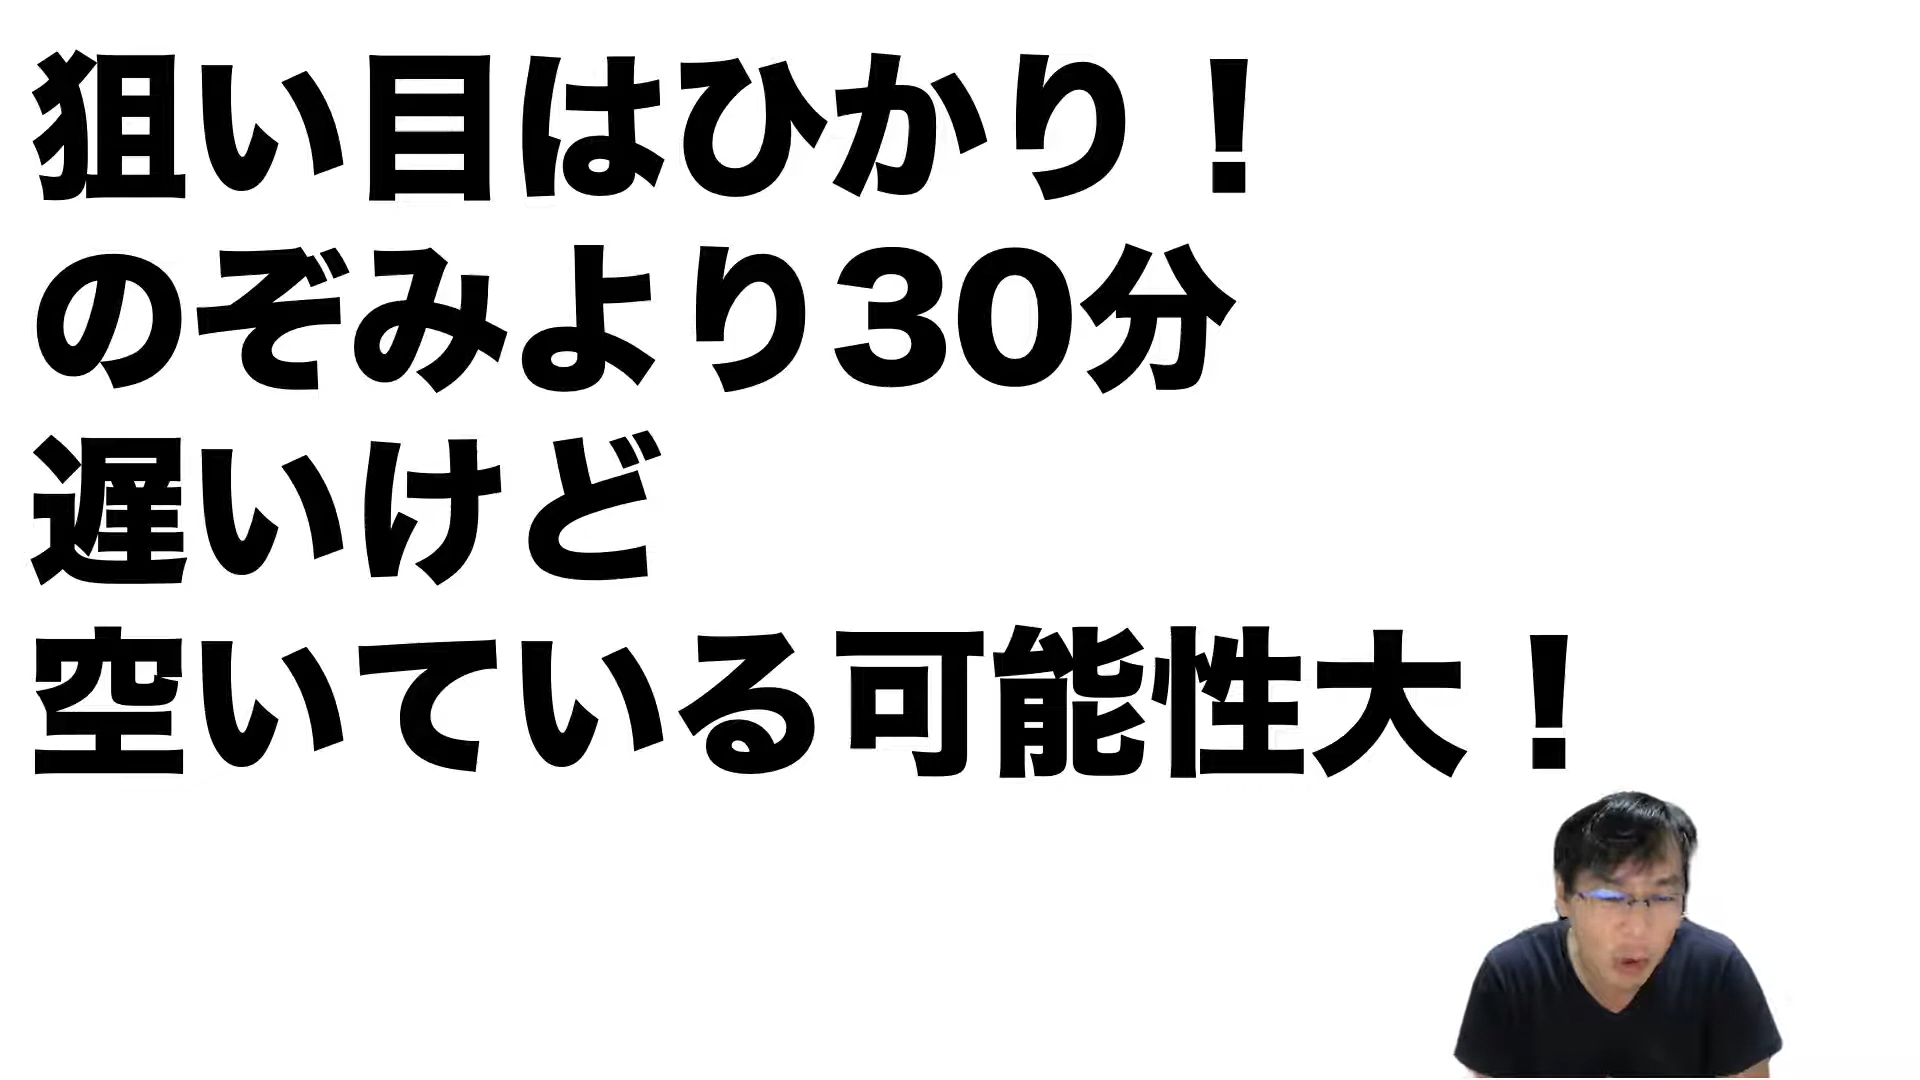 狙い目はひかり！
のぞみより30分
遅いけど
空いている可能性大！